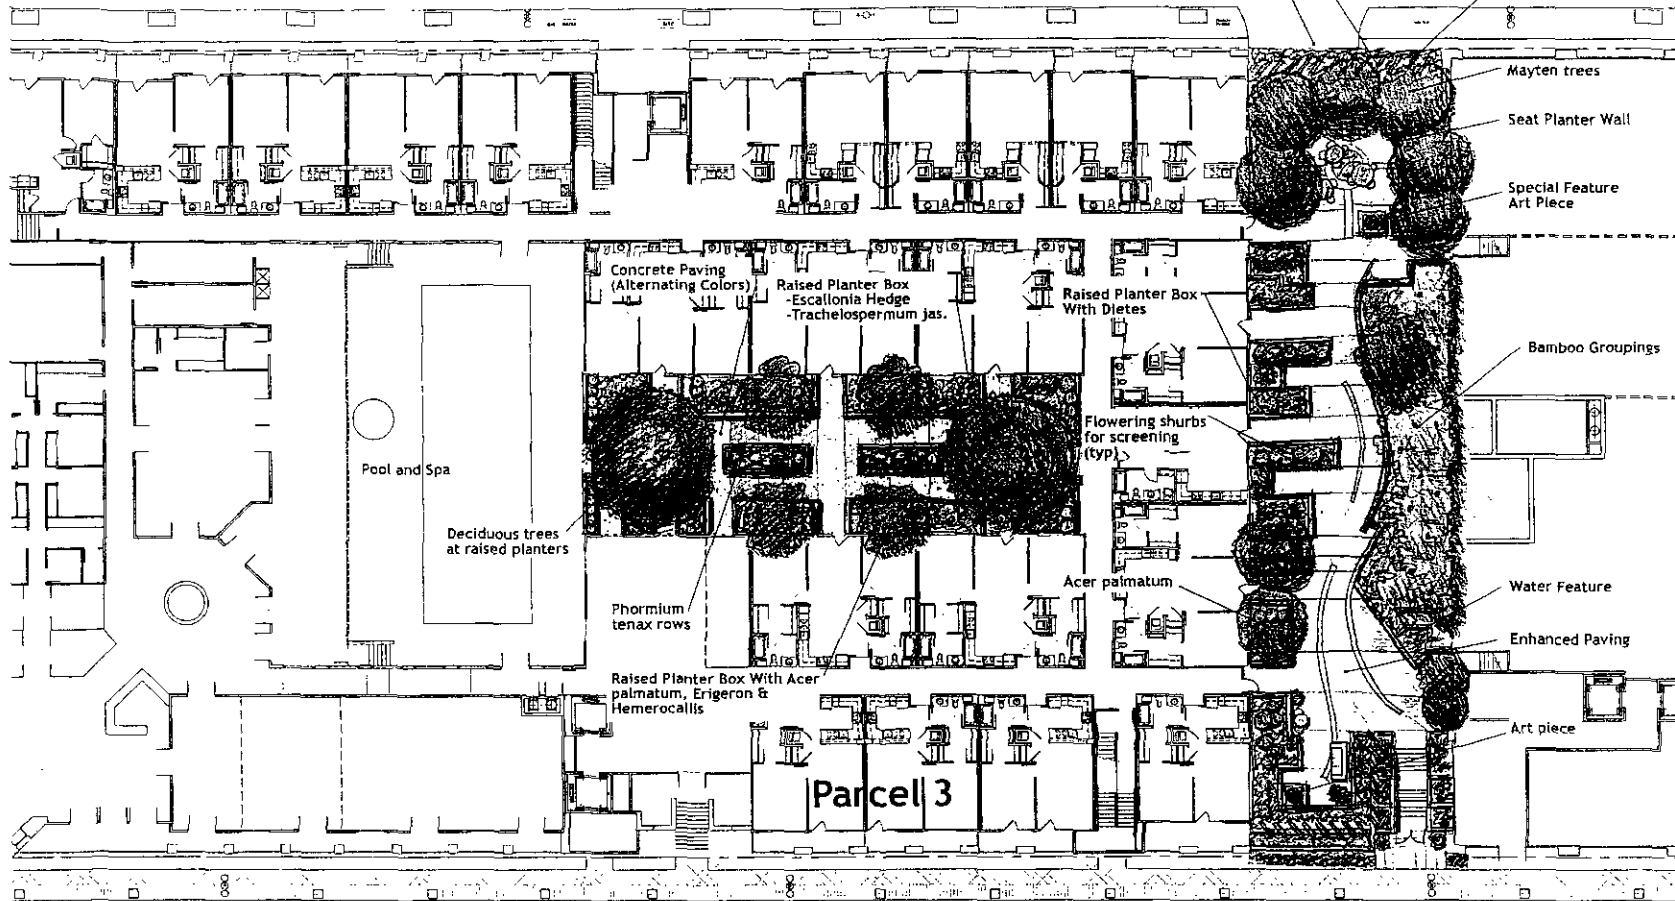 Mayten trees
Seat Planter Wall
Special Feature
Art Piece
Concrete Paving
(Alternating Colors)
Raised Planter Box
-Escallonia Hedge
-Trachelospermum jas.
Raised Planter Box
With Dietes
Bamboo Groupings
Flowering shurbs
for screening
(typ)
Pool and Spa
Deciduous trees
at raised planters
Acer palmatum
Phormium
tenax rows
Water Feature
Enhanced Paving
Raised Planter Box With Acer
palmatum, Erigeron &
Hemerocallis
Art piece
Parcel 3